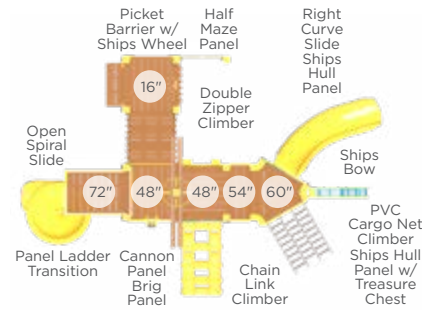 Picket
Barrier w/
Ships Wheel
Half
Maze
Panel
Right
Curve
Slide
Ships
Hull
Panel
16"
Double
Zipper
Climber
Open
Spiral
Slide
Ships
Bow
72"
48"
48"
54"
60"
Panel Ladder
Transition
Cannon
Panel
Brig
Panel
Chain
Link
Climber
PVC
Cargo Net
Climber
Ships Hull
Panel w/
Treasure
Chest